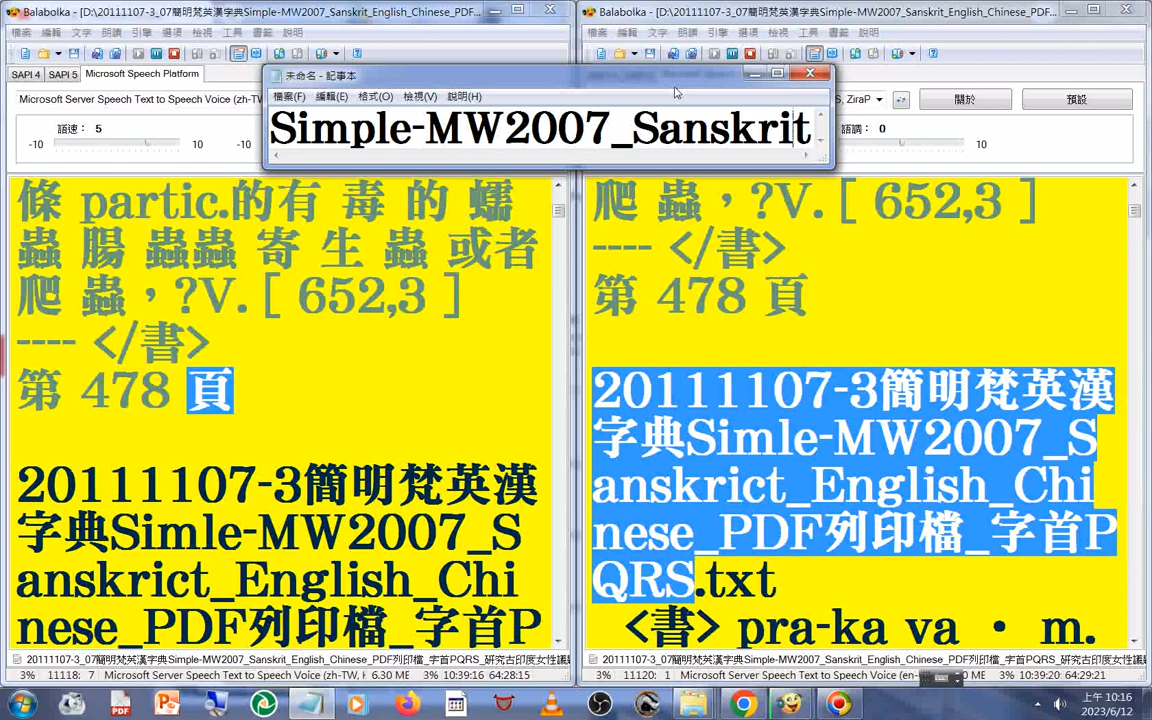 Balabolka - [D:\20111107-3_07簡明梵英漢字典Simple-MW2007_Sanskrit_English_Chinese_PDF...
檔案 編輯 文字 朗讀 引擎 選項 檢視 工具 書籤 說明
SAPI 4 SAPI 5 Microsoft Speech Platform
Microsoft Server Speech Text to Speech Voice (zh-TW,
語速： 5
-10 10 -10
條 partic.的有 毒 的 蠕
蟲 腸 蟲蟲 寄 生 蟲 或者
爬 蟲，?V. [ 652,3 ]
---- </書>
第 478 頁
20111107-3簡明梵英漢
字典Simle-MW2007_S
anskrict_English_Chi
nese_PDF列印檔_字首P
20111107-3_07簡明梵英漢字典Simple-MW2007_Sanskrit_English_Chinese_PDF列印檔_字首PQRS_研究古印度女性議
3% 11118: 7 Modified 6.30 MB Microsoft Server Speech Text to Speech Voice (zh-TW, 10:39:16 64:28:15
未命名 - 記事本
檔案(F) 編輯(E) 格式(O) 檢視(V) 說明(H)
Simple-MW2007_Sanskrit
Balabolka - [D:\20111107-3_07簡明梵英漢字典Simple-MW2007_Sanskrit_English_Chinese_PDF...
檔案 編輯 文字 朗讀 引擎 選項 檢視 工具 書籤 說明
S, ZiraP 關於 預設
語調： 0
10
爬 蟲，?V. [ 652,3 ]
---- </書>
第 478 頁
20111107-3簡明梵英漢
字典Simle-MW2007_S
anskrict_English_Chi
nese_PDF列印檔_字首P
QRS.txt
<書> pra-ka va • m.
20111107-3_07簡明梵英漢字典Simple-MW2007_Sanskrit_English_Chinese_PDF列印檔_字首PQRS_研究古印度女性議
3% 11120: 1 Modified 6.30 MB Microsoft Server Speech Text to Speech Voice 10:39:20 64:29:21
PDF
上午 10:16
2023/6/12